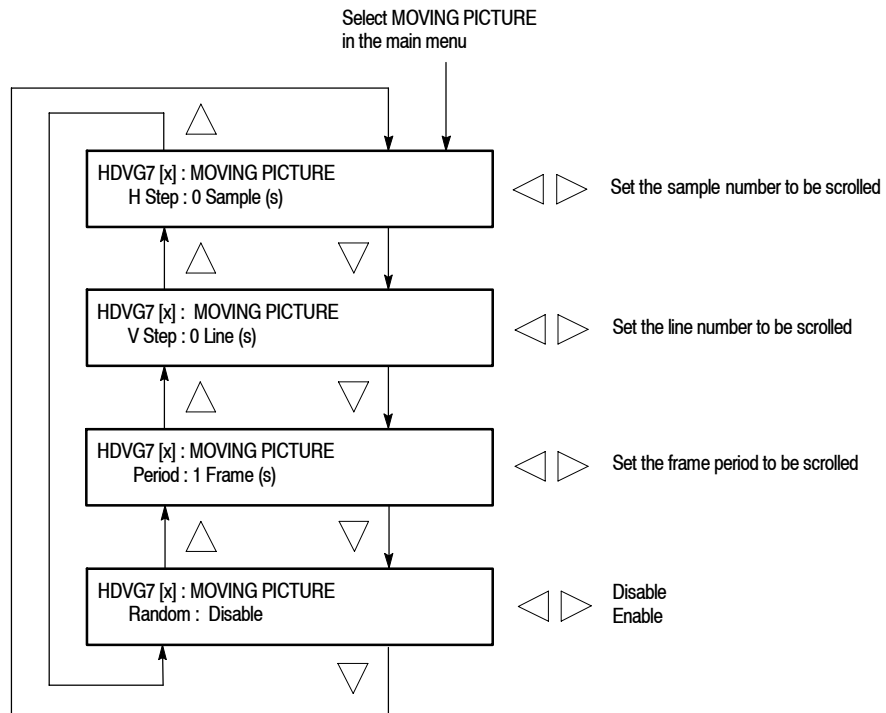 Select MOVING PICTURE
in the main menu
HDVG7 [x] : MOVING PICTURE
H Step : 0 Sample (s)
Set the sample number to be scrolled
HDVG7 [x] : MOVING PICTURE
V Step : 0 Line (s)
Set the line number to be scrolled
HDVG7 [x] : MOVING PICTURE
Period : 1 Frame (s)
Set the frame period to be scrolled
HDVG7 [x] : MOVING PICTURE
Random : Disable
Disable
Enable